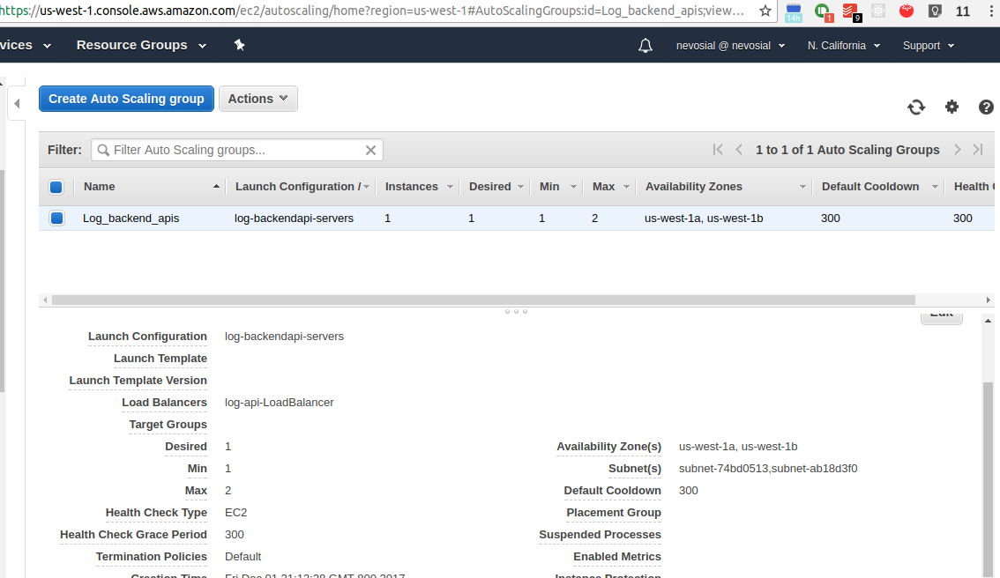 https://us-west-1.console.aws.amazon.com/ec2/autoscaling/home?region=us-west-1#AutoScalingGroups:id=Log_backend_apis;view... 14h 1 9 11
vices Resource Groups nevosial @ nevosial N. California Support
Create Auto Scaling group Actions
Filter: Filter Auto Scaling groups... 1 to 1 of 1 Auto Scaling Groups
Name Launch Configuration / Instances Desired Min Max Availability Zones Default Cooldown Health C
Log_backend_apis log-backendapi-servers 1 1 1 2 us-west-1a, us-west-1b 300 300
Edit
Launch Configuration log-backendapi-servers
Launch Template
Launch Template Version
Load Balancers log-api-LoadBalancer
Target Groups
Desired 1 Availability Zone(s) us-west-1a, us-west-1b
Min 1 Subnet(s) subnet-74bd0513,subnet-ab18d3f0
Max 2 Default Cooldown 300
Health Check Type EC2 Placement Group
Health Check Grace Period 300 Suspended Processes
Termination Policies Default Enabled Metrics
Creation Time Fri Dec 01 21:13:28 GMT-800 2017 Instance Protection